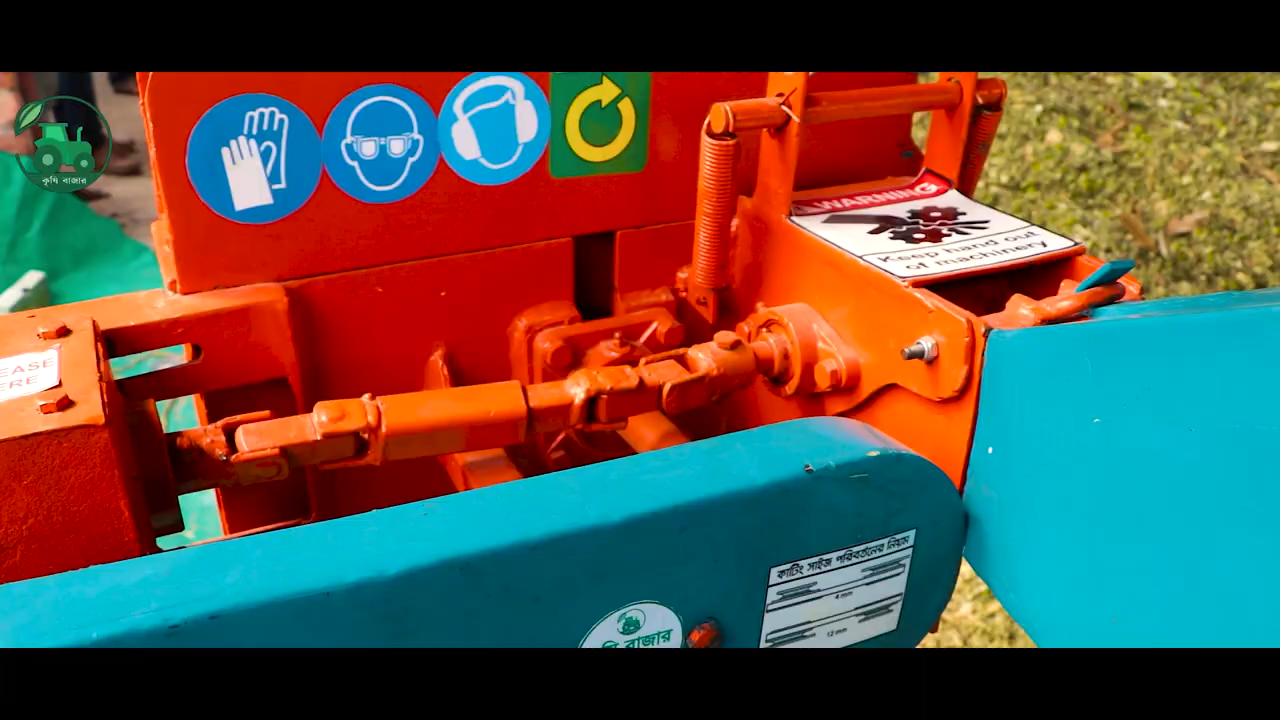 কৃষি বাজার
WARNING
Keep hand out
of machinery
EASE
ERE
কাটিং সাইজ পরিবর্তনের নিয়ম
4 mm
12 mm
বাজার